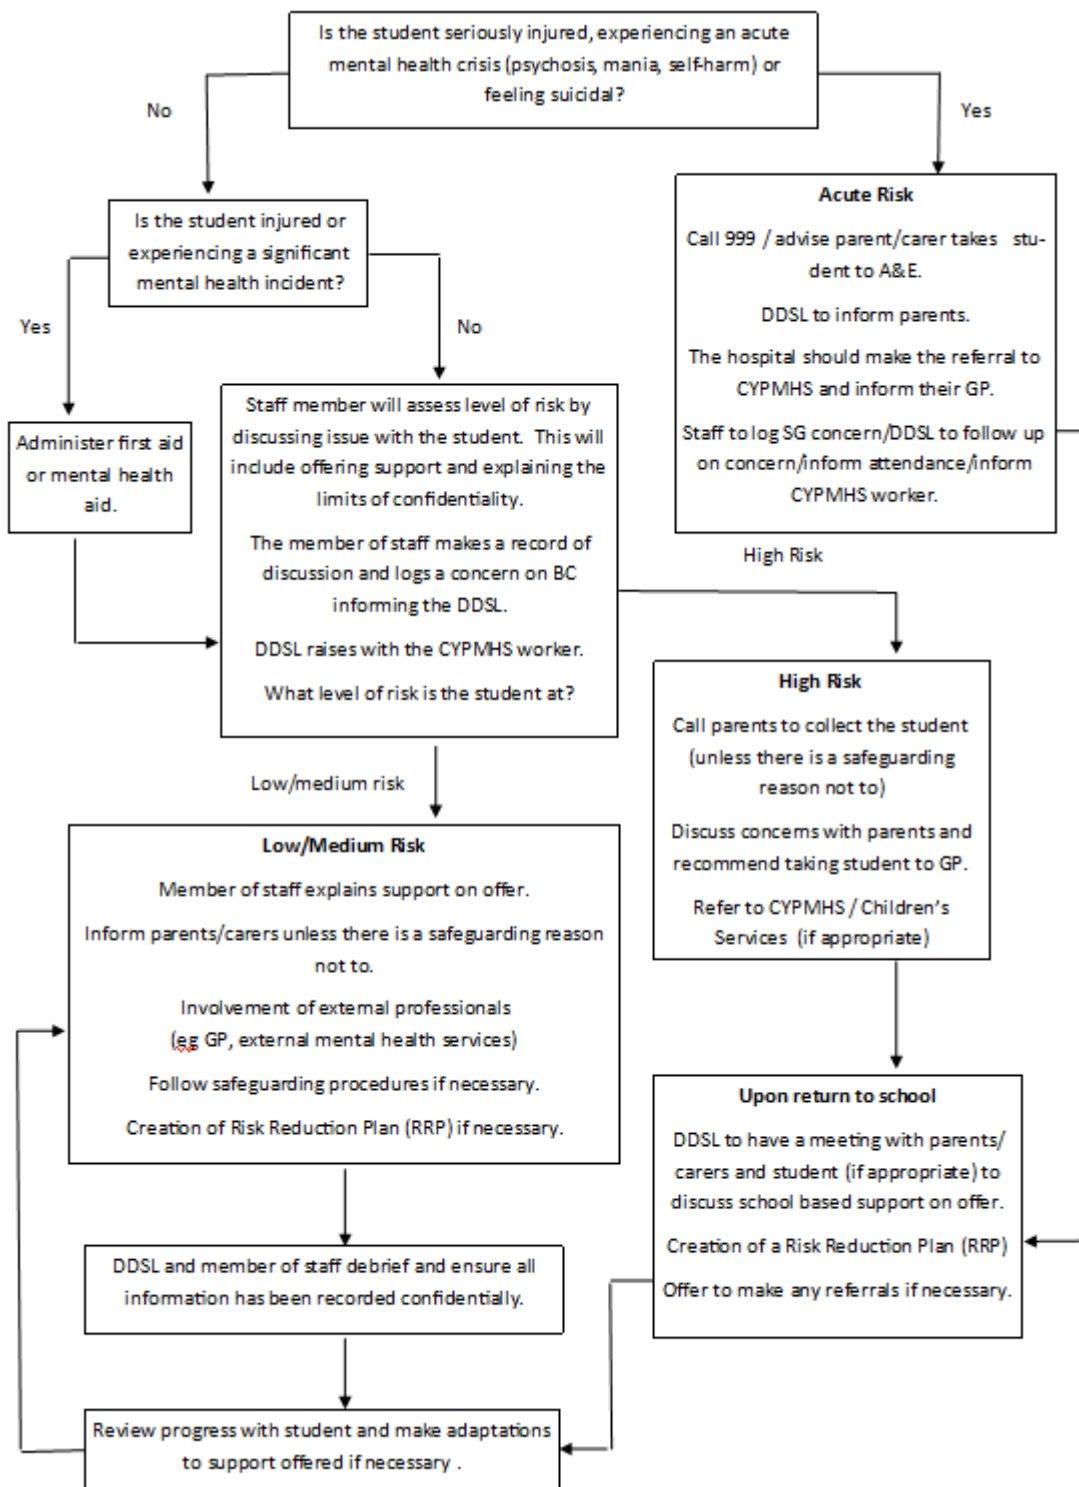 Is the student seriously injured, experiencing an acute
mental health crisis (psychosis, mania, self-harm) or
feeling suicidal?
No
Yes
Is the student injured or
experiencing a significant
mental health incident?
Acute Risk
Call 999 / advise parent/carer takes stu-
dent to A&E.
DDSL to inform parents.
The hospital should make the referral to
CYPMHS and inform their GP.
Staff to log SG concern/DDSL to follow up
on concern/inform attendance/inform
CYPMHS worker.
Yes
No
Administer first aid
or mental health
aid.
Staff member will assess level of risk by
discussing issue with the student. This will
include offering support and explaining the
limits of confidentiality.
The member of staff makes a record of
discussion and logs a concern on BC
informing the DDSL.
DDSL raises with the CYPMHS worker.
What level of risk is the student at?
High Risk
High Risk
Call parents to collect the student
(unless there is a safeguarding
reason not to)
Discuss concerns with parents and
recommend taking student to GP.
Refer to CYPMHS / Children's
Services (if appropriate)
Low/medium risk
Low/Medium Risk
Member of staff explains support on offer.
Inform parents/carers unless there is a safeguarding reason
not to.
Involvement of external professionals
(eg GP, external mental health services)
Follow safeguarding procedures if necessary.
Creation of Risk Reduction Plan (RRP) if necessary.
Upon return to school
DDSL to have a meeting with parents/
carers and student (if appropriate) to
discuss school based support on offer.
Creation of a Risk Reduction Plan (RRP)
Offer to make any referrals if necessary.
DDSL and member of staff debrief and ensure all
information has been recorded confidentially.
Review progress with student and make adaptations
to support offered if necessary .